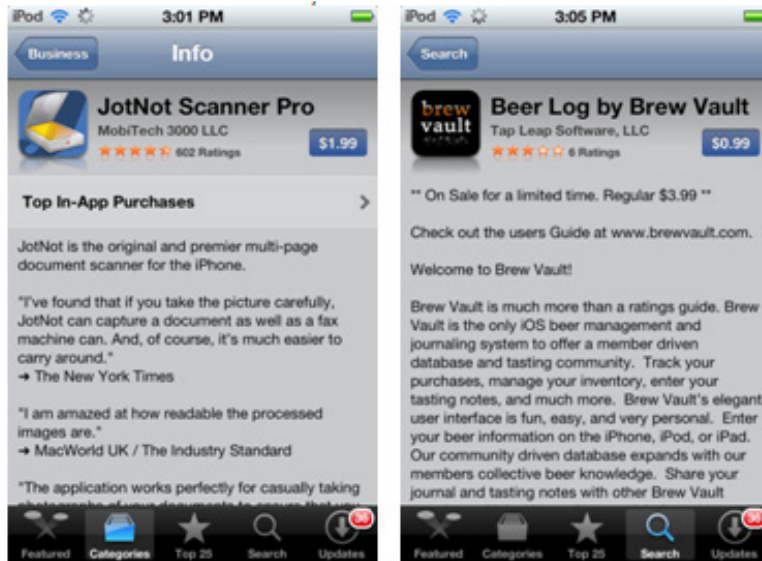 iPod 3:01 PM
Business Info
JotNot Scanner Pro
MobiTech 3000 LLC
602 Ratings $1.99
Top In-App Purchases
JotNot is the original and premier multi-page
document scanner for the iPhone.
"I've found that if you take the picture carefully,
JotNot can capture a document as well as a fax
machine can. And, of course, it's much easier to
carry around."
→ The New York Times
"I am amazed at how readable the processed
images are."
→ MacWorld UK / The Industry Standard
"The application works perfectly for casually taking
photographs of your documents to ensure that you
Featured Categories Top 25 Search Updates
iPod 3:05 PM
Search
brew
vault
Beer Log by Brew Vault
Tap Leap Software, LLC
6 Ratings $0.99
** On Sale for a limited time. Regular $3.99 **
Check out the users Guide at www.brewvault.com.
Welcome to Brew Vault!
Brew Vault is much more than a ratings guide. Brew
Vault is the only iOS beer management and
journaling system to offer a member driven
database and tasting community. Track your
purchases, manage your inventory, enter your
tasting notes, and much more. Brew Vault's elegant
user interface is fun, easy, and very personal. Enter
your beer information on the iPhone, iPod, or iPad.
Our community driven database expands with our
members collective beer knowledge. Share your
journal and tasting notes with other Brew Vault
Featured Categories Top 25 Search Updates